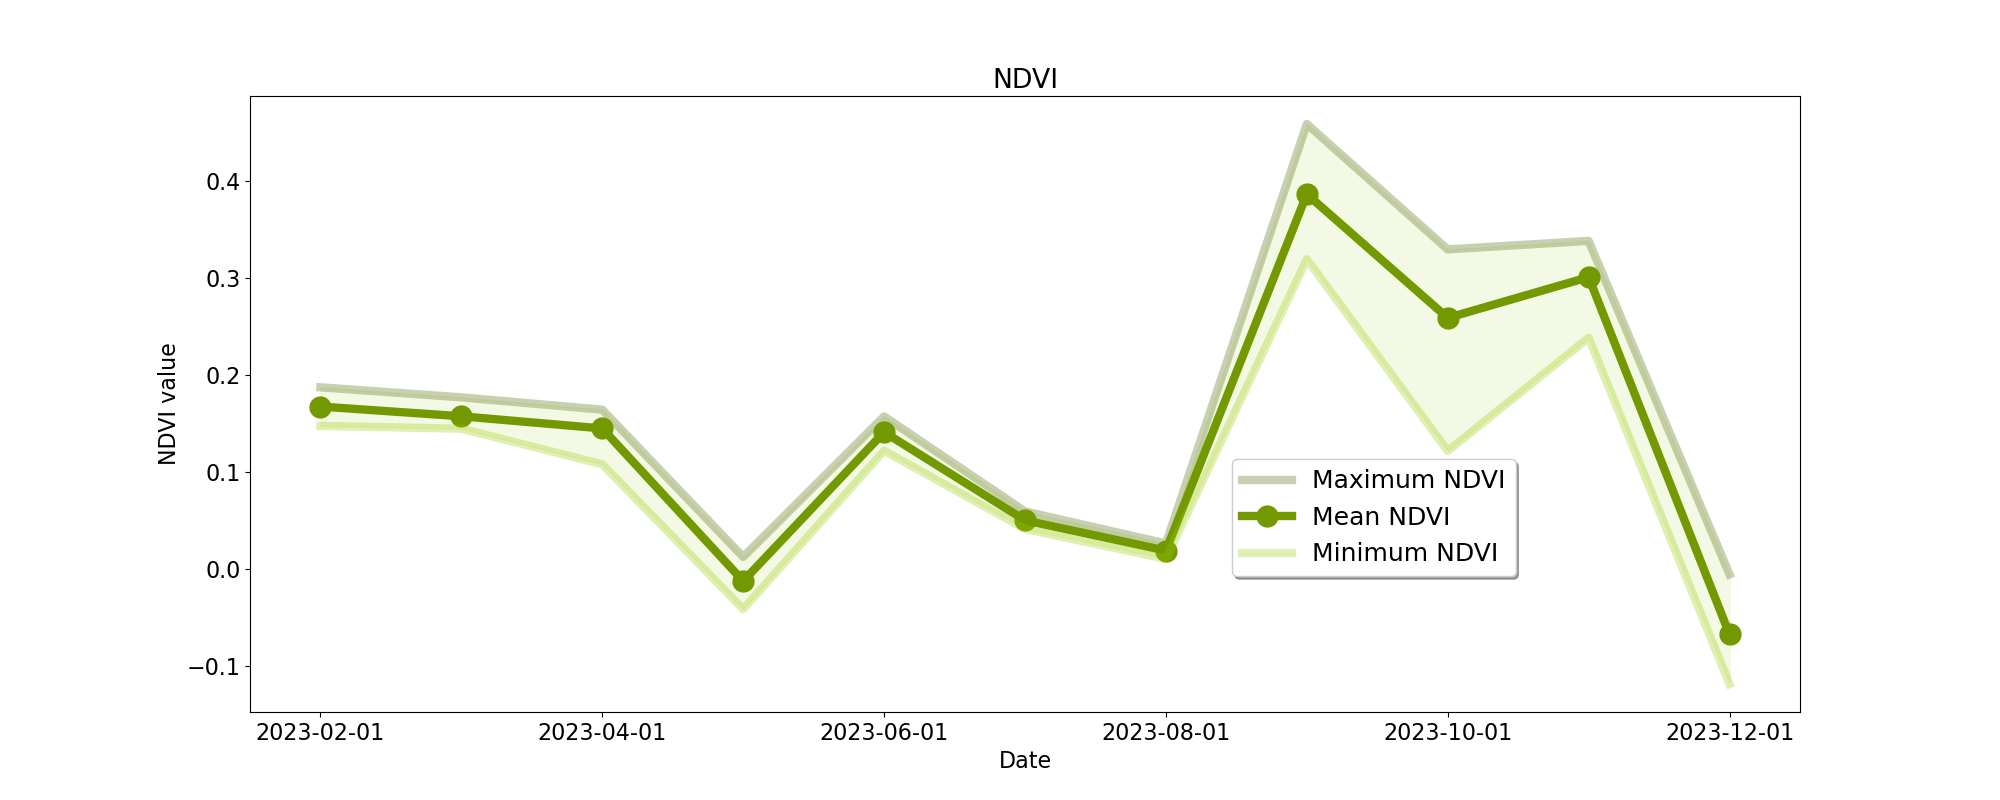 NDVI
0.4
0.3
0.2
0.1
0.0
−0.1
NDVI value
Maximum NDVI
Mean NDVI
Minimum NDVI
2023-02-01 2023-04-01 2023-06-01 2023-08-01 2023-10-01 2023-12-01
Date